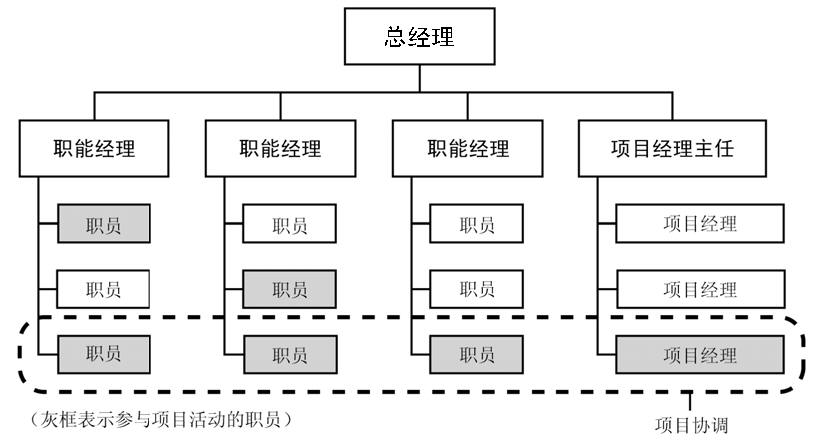 总经理
职能经理 职能经理 职能经理 项目经理主任
职员 职员 职员 项目经理
职员 职员 职员 项目经理
职员 职员 职员 项目经理
（灰框表示参与项目活动的职员）
项目协调